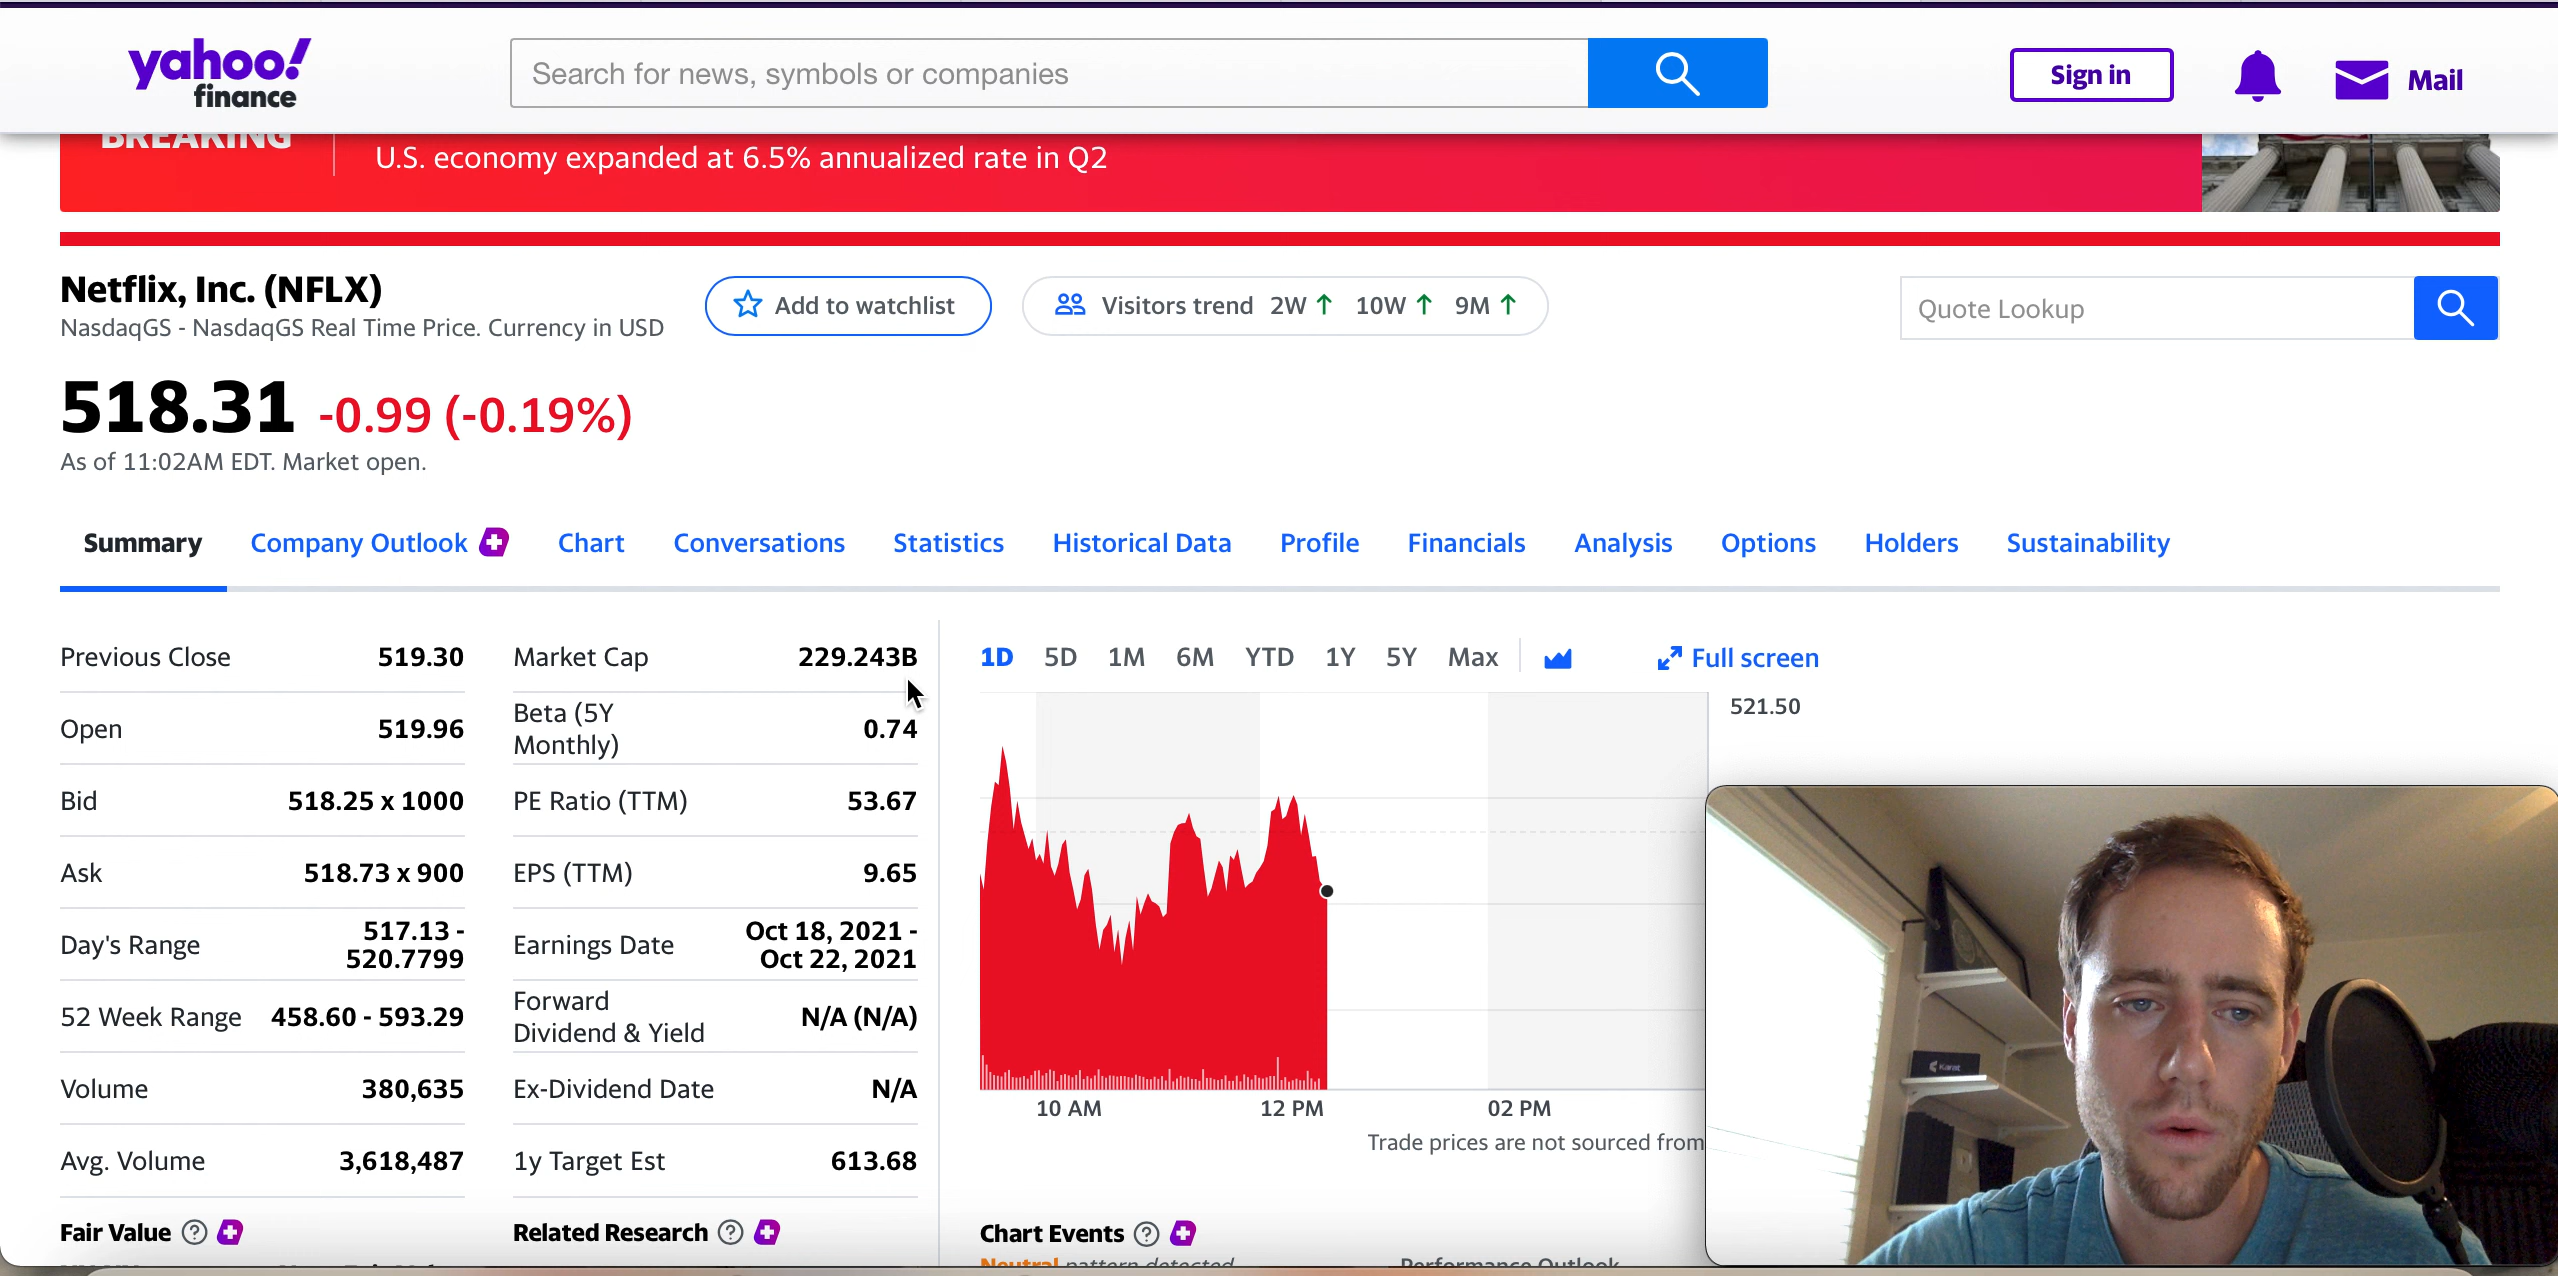 yahoo!
finance
Search for news, symbols or companies
Sign in
Mail
BREAKING
U.S. economy expanded at 6.5% annualized rate in Q2
Netflix, Inc. (NFLX)
NasdaqGS - NasdaqGS Real Time Price. Currency in USD
Add to watchlist
Visitors trend 2W 10W 9M
Quote Lookup
518.31 -0.99 (-0.19%)
As of 11:02AM EDT. Market open.
Summary Company Outlook Chart Conversations Statistics Historical Data Profile Financials Analysis Options Holders Sustainability
Previous Close 519.30
Open 519.96
Bid 518.25 x 1000
Ask 518.73 x 900
Day's Range 517.13 -
520.7799
52 Week Range 458.60 - 593.29
Volume 380,635
Avg. Volume 3,618,487
Market Cap 229.243B
Beta (5Y
Monthly) 0.74
PE Ratio (TTM) 53.67
EPS (TTM) 9.65
Earnings Date Oct 18, 2021 -
Oct 22, 2021
Forward
Dividend & Yield N/A (N/A)
Ex-Dividend Date N/A
1y Target Est 613.68
1D 5D 1M 6M YTD 1Y 5Y Max
Full screen
521.50
10 AM 12 PM 02 PM
Trade prices are not sourced from
Karat
Fair Value
Related Research
Chart Events
Neutral pattern detected
Performance Outlook